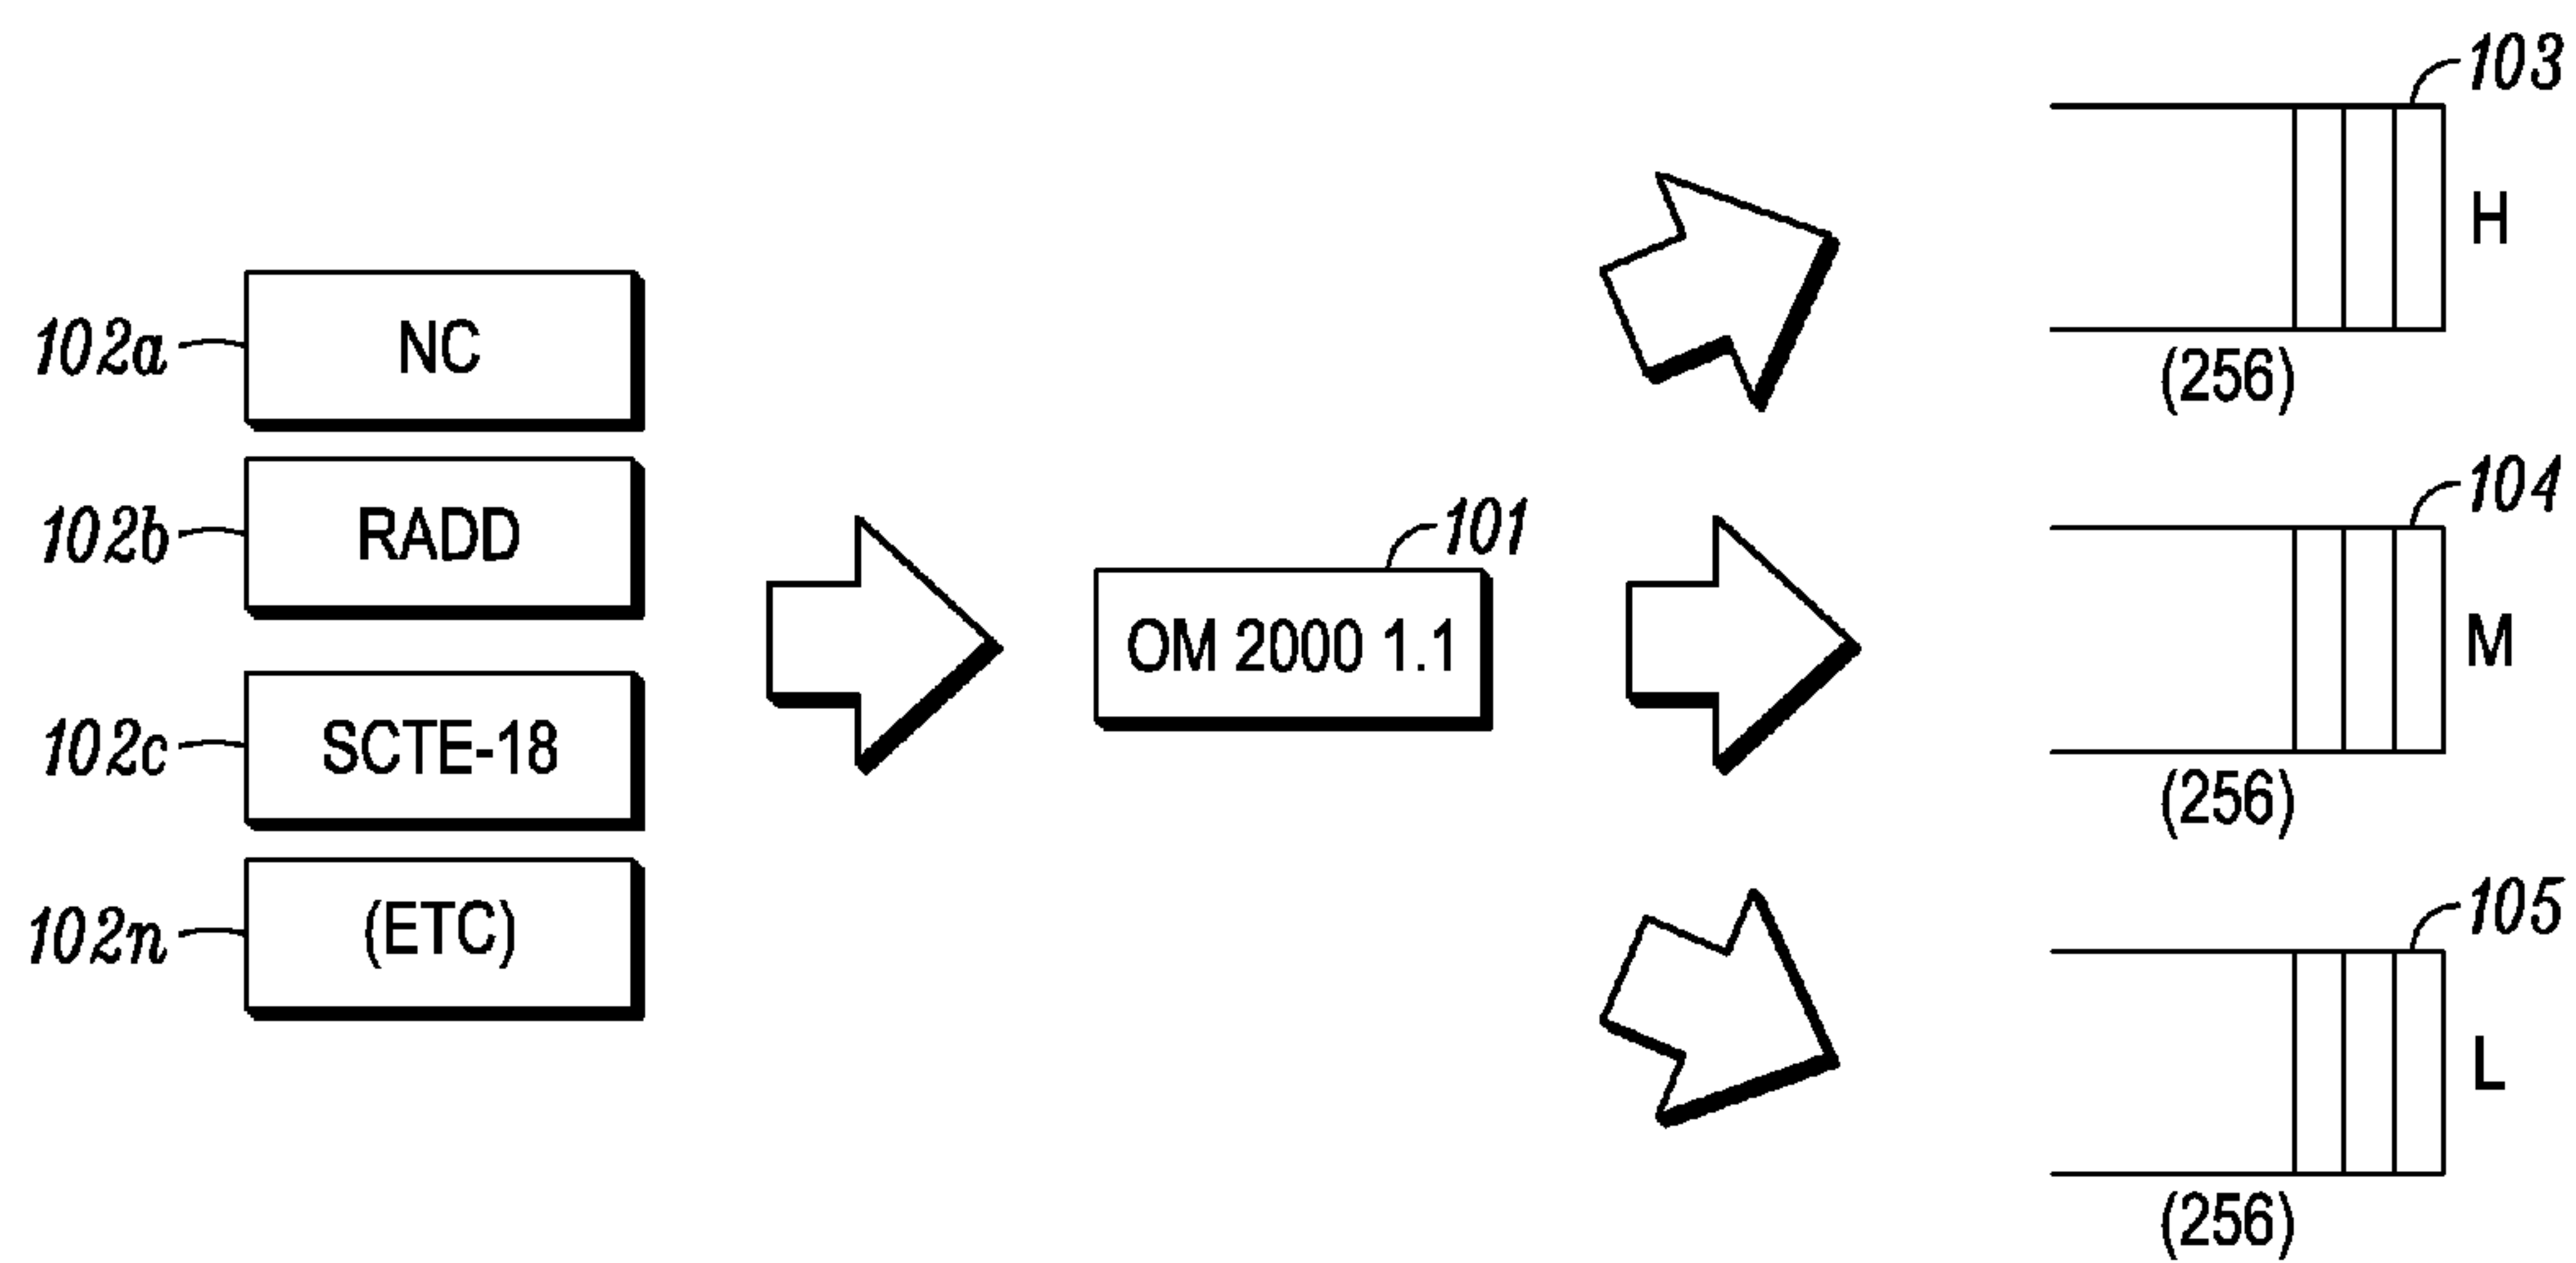 102a
NC
102b
RADD
102c
SCTE-18
102n
(ETC)
101
OM 2000 1.1
103
H
(256)
104
M
(256)
105
L
(256)